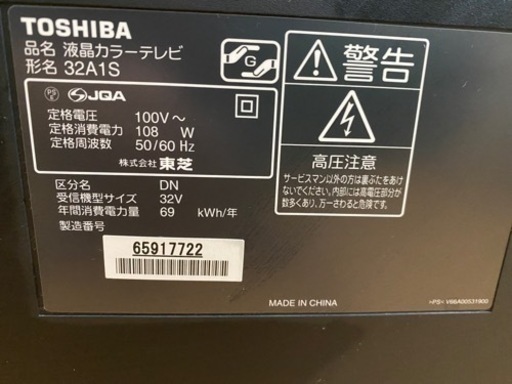 TOSHIBA
品名 液晶カラーテレビ
形名 32A1S
PS E JQA
定格電圧 100V～
定格消費電力 108 W
定格周波数 50/60 Hz
株式会社 東芝
区分名 DN
受信機型サイズ 32V
年間消費電力量 69 kWh/年
製造番号
65917722
G
警告
高圧注意
サービスマン以外の方は裏ぶたをあけ
ないでください。内部には高電圧部分が
数多くあり、万一さわると危険です。
MADE IN CHINA
>PS< V66A00531900